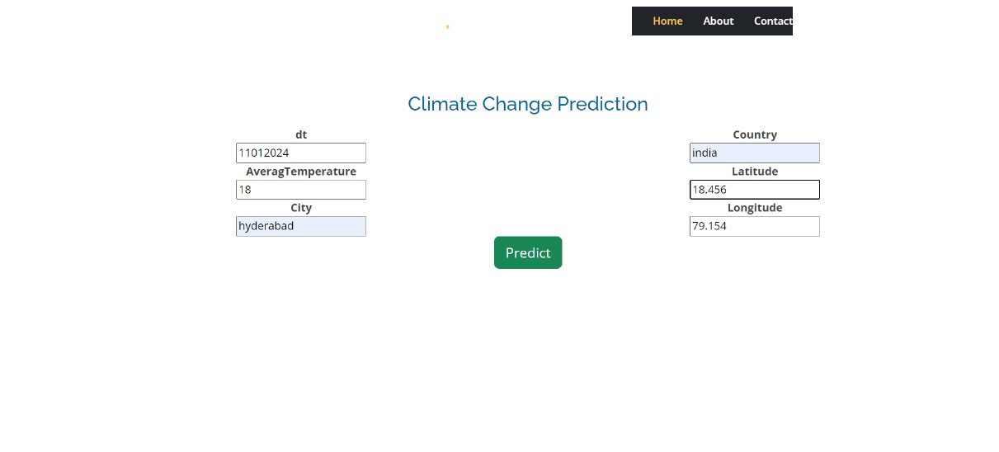 Home About Contact
Climate Change Prediction
dt
11012024
AveragTemperature
18
City
hyderabad
Country
india
Latitude
18.456
Longitude
79.154
Predict